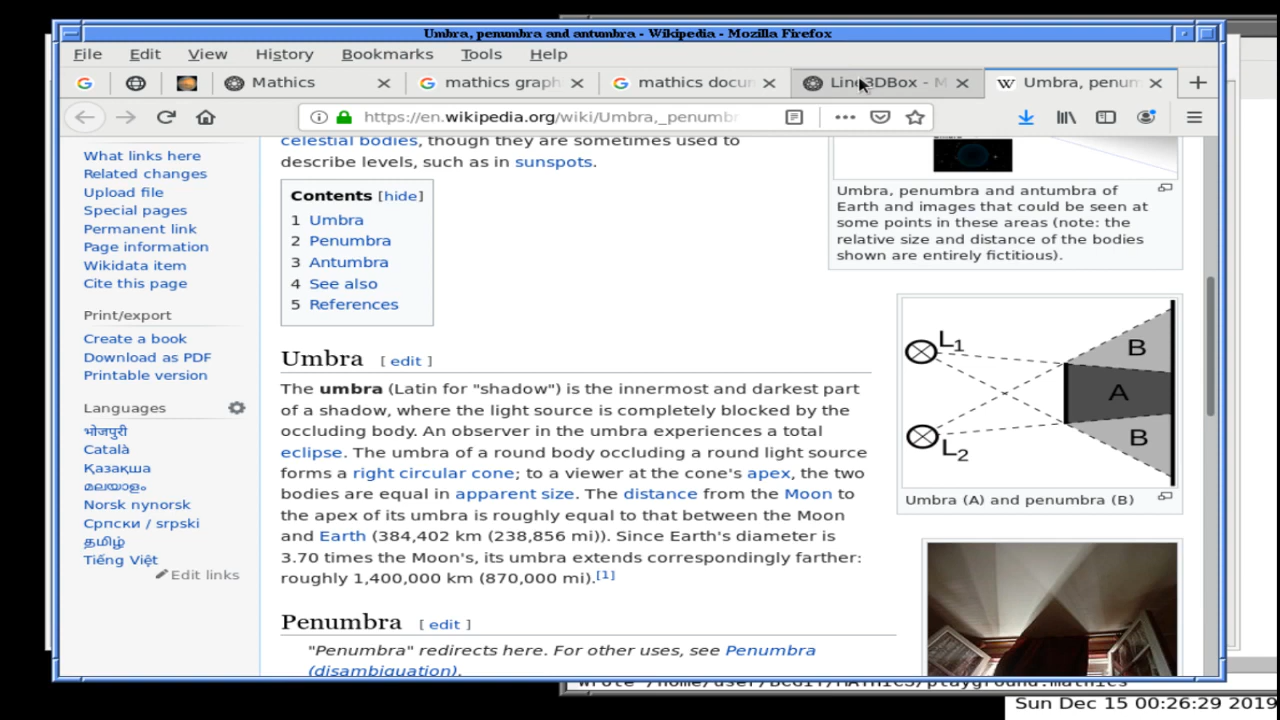 Umbra, penumbra and antumbra - Wikipedia - Mozilla Firefox
File Edit View History Bookmarks Tools Help
Mathics
mathics graph
mathics docum
Line3DBox - M
Umbra, penum
https://en.wikipedia.org/wiki/Umbra,_penumbr
What links here
Related changes
Upload file
Special pages
Permanent link
Page information
Wikidata item
Cite this page
Print/export
Create a book
Download as PDF
Printable version
Languages
भोजपुरी
Català
Қазақша
മലയാളം
Norsk nynorsk
Српски / srpski
தமிழ்
Tiếng Việt
Edit links
celestial bodies, though they are sometimes used to
describe levels, such as in sunspots.
Contents [hide]
1 Umbra
2 Penumbra
3 Antumbra
4 See also
5 References
Umbra [ edit ]
The umbra (Latin for "shadow") is the innermost and darkest part
of a shadow, where the light source is completely blocked by the
occluding body. An observer in the umbra experiences a total
eclipse. The umbra of a round body occluding a round light source
forms a right circular cone; to a viewer at the cone's apex, the two
bodies are equal in apparent size. The distance from the Moon to
the apex of its umbra is roughly equal to that between the Moon
and Earth (384,402 km (238,856 mi)). Since Earth's diameter is
3.70 times the Moon's, its umbra extends correspondingly farther:
roughly 1,400,000 km (870,000 mi).[1]
Penumbra [ edit ]
"Penumbra" redirects here. For other uses, see Penumbra
(disambiguation).
Umbra, penumbra and antumbra of
Earth and images that could be seen at
some points in these areas (note: the
relative size and distance of the bodies
shown are entirely fictitious).
L1
B
A
B
L2
Umbra (A) and penumbra (B)
Wrote /home/user/BCGIT/MATHICS/playground.mathics
Sun Dec 15 00:26:29 2019